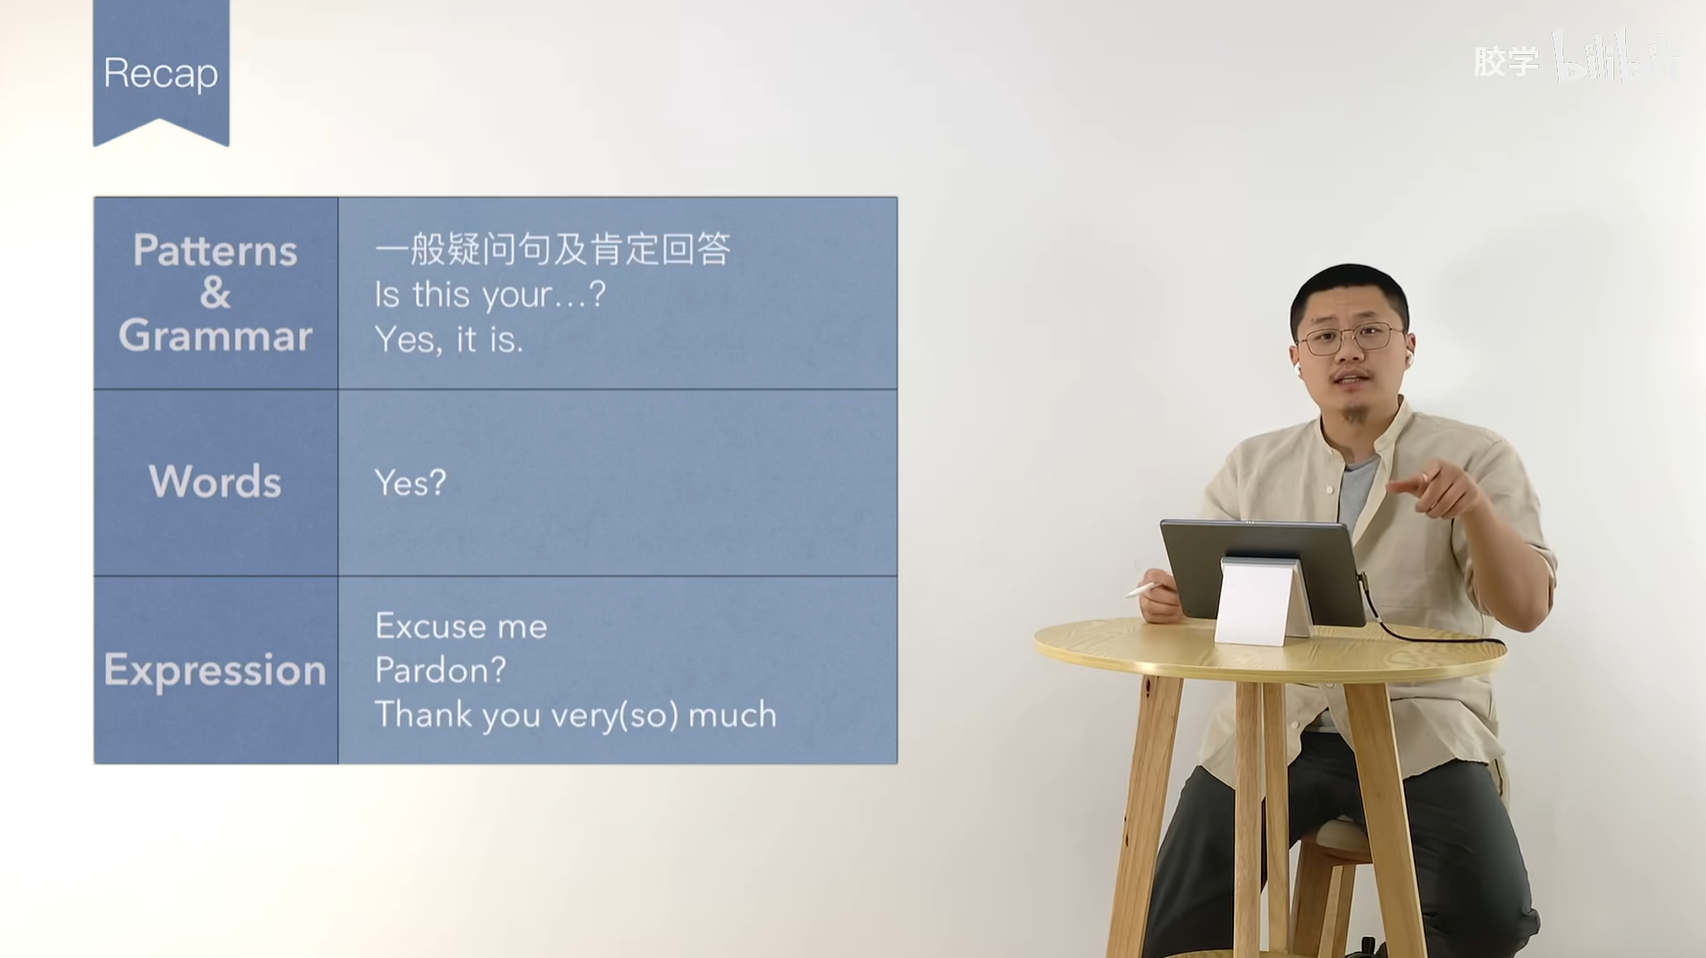 Recap
胶学 bilibili
Patterns
&
Grammar
一般疑问句及肯定回答
Is this your...?
Yes, it is.
Words
Yes?
Expression
Excuse me
Pardon?
Thank you very(so) much